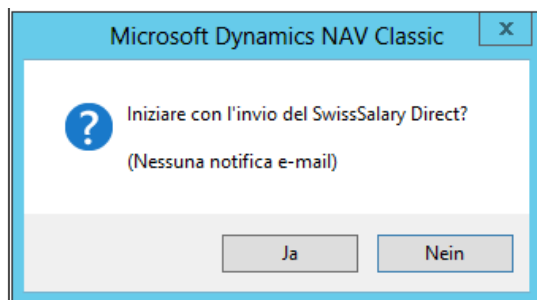 Microsoft Dynamics NAV Classic
x
Iniziare con l'invio del SwissSalary Direct?
(Nessuna notifica e-mail)
Ja
Nein